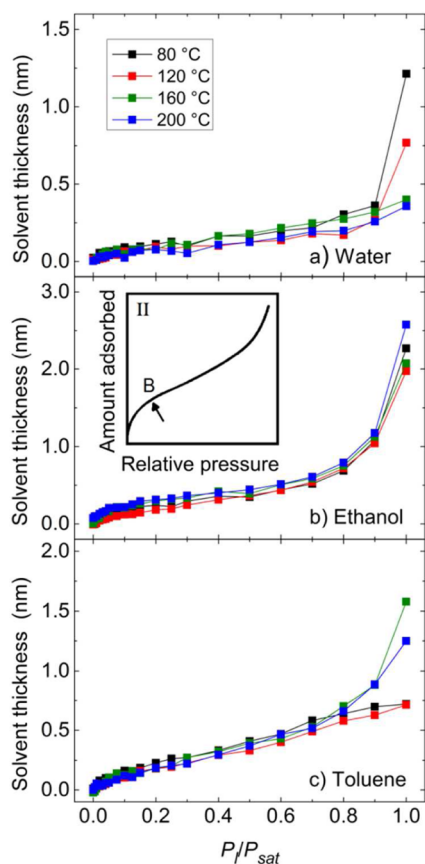 Solvent thickness (nm)
1.5
1.0
0.5
0.0
80 °C
120 °C
160 °C
200 °C
a) Water
Solvent thickness (nm)
3.0
2.0
1.0
0.0
Amount adsorbed
II
B
Relative pressure
b) Ethanol
Solvent thickness (nm)
2.0
1.5
1.0
0.5
0.0
c) Toluene
0.0 0.2 0.4 0.6 0.8 1.0
P_i/P_sat